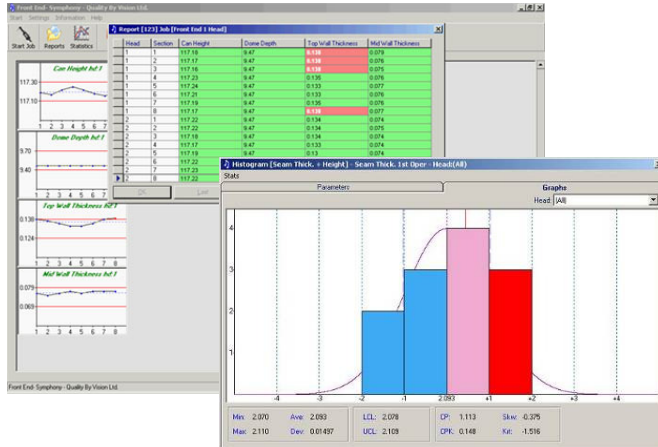 Front End- Symphony - Quality By Vision Ltd.
Start Settings Information Help
Start Job Reports Statistics
Can Height hd 1
117.30
117.10
1 2 3 4 5 6 7 8
Dome Depth hd 1
9.70
9.40
1 2 3 4 5 6 7 8
Top Wall Thickness hd 1
0.138
0.124
1 2 3 4 5 6 7 8
Mid Wall Thickness hd 1
0.079
0.069
1 2 3 4 5 6 7 8
Front End- Symphony - Quality By Vision Ltd.
Report [123] Job [Front End 1 Head]
Head Section Can Height Dome Depth Top Wall Thickness Mid Wall Thickness
1 1 117.18 9.47 0.079
1 2 117.17 9.47 0.138 0.076
1 3 117.18 9.47 0.138 0.075
1 4 117.23 9.47 0.135 0.076
1 5 117.24 9.47 0.133 0.077
1 6 117.21 9.47 0.133 0.076
1 7 117.19 9.47 0.135 0.076
1 8 117.17 9.47 0.138 0.077
2 1 117.22 9.47 0.134 0.074
2 2 117.22 9.47 0.134 0.075
2 3 117.18 9.47 0.134 0.074
2 4 117.17 9.47 0.133 0.074
2 5 117.19 9.47 0.13 0.074
2 6 117.22
2 7 117.23
2 8 117.22
OK
Histogram [Seam Thick. + Height] - Seam Thick. 1st Oper - Head:(All)
Stats
Parameters Graphs
Head (All)
4
3
2
1
-4 -3 -2 -1 2.093 +1 +2 +3 +4
Min: 2.070 Ave: 2.093 LCL: 2.078 CP: 1.113 Skw: -0.375
Max: 2.110 Dev: 0.01497 UCL: 2.109 CPK: 0.148 Krt: -1.516